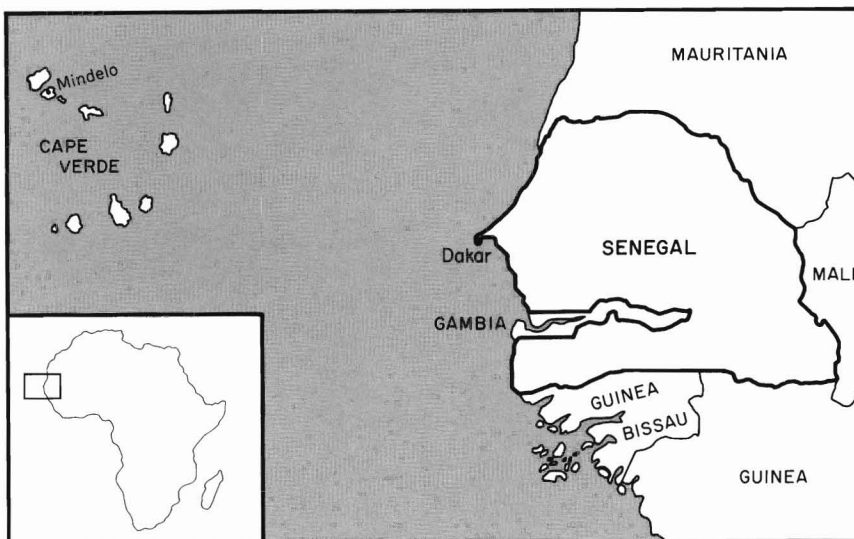 MAURITANIA
Mindelo
CAPE
VERDE
SENEGAL
Dakar
MALI
GAMBIA
GUINEA
BISSAU
GUINEA